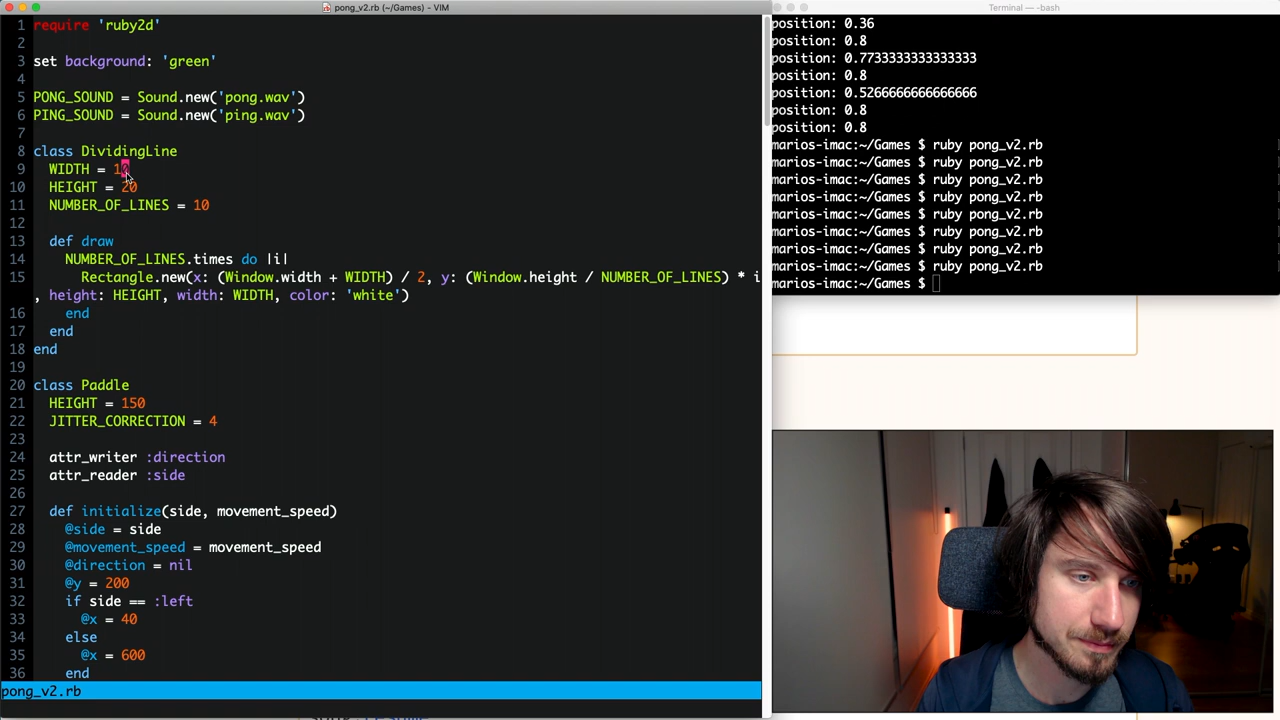 pong_v2.rb (~/Games) - VIM
1 require 'ruby2d'
2
3 set background: 'green'
4
5 PONG_SOUND = Sound.new('pong.wav')
6 PING_SOUND = Sound.new('ping.wav')
7
8 class DividingLine
9 WIDTH = 10
10 HEIGHT = 20
11 NUMBER_OF_LINES = 10
12
13 def draw
14 NUMBER_OF_LINES.times do |i|
15 Rectangle.new(x: (Window.width + WIDTH) / 2, y: (Window.height / NUMBER_OF_LINES) * i
, height: HEIGHT, width: WIDTH, color: 'white')
16 end
17 end
18 end
19
20 class Paddle
21 HEIGHT = 150
22 JITTER_CORRECTION = 4
23
24 attr_writer :direction
25 attr_reader :side
26
27 def initialize(side, movement_speed)
28 @side = side
29 @movement_speed = movement_speed
30 @direction = nil
31 @y = 200
32 if side == :left
33 @x = 40
34 else
35 @x = 600
36 end
pong_v2.rb
Terminal — -bash
position: 0.36
position: 0.8
position: 0.7733333333333333
position: 0.8
position: 0.5266666666666666
position: 0.8
position: 0.8
marios-imac:~/Games $ ruby pong_v2.rb
marios-imac:~/Games $ ruby pong_v2.rb
marios-imac:~/Games $ ruby pong_v2.rb
marios-imac:~/Games $ ruby pong_v2.rb
marios-imac:~/Games $ ruby pong_v2.rb
marios-imac:~/Games $ ruby pong_v2.rb
marios-imac:~/Games $ ruby pong_v2.rb
marios-imac:~/Games $ ruby pong_v2.rb
marios-imac:~/Games $